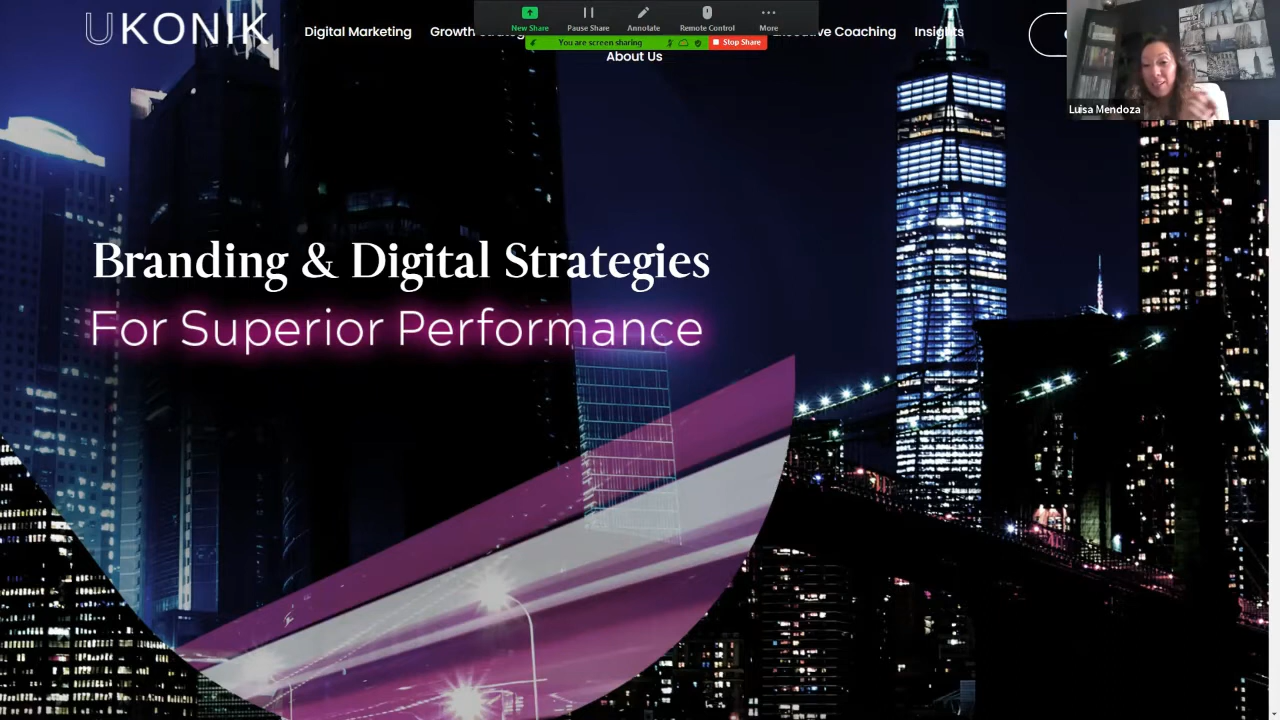 UKONIK
Digital Marketing
Growth
Executive Coaching
Insights
About Us
New Share
Pause Share
Annotate
Remote Control
More
You are screen sharing
Stop Share
Luisa Mendoza
Branding & Digital Strategies
For Superior Performance